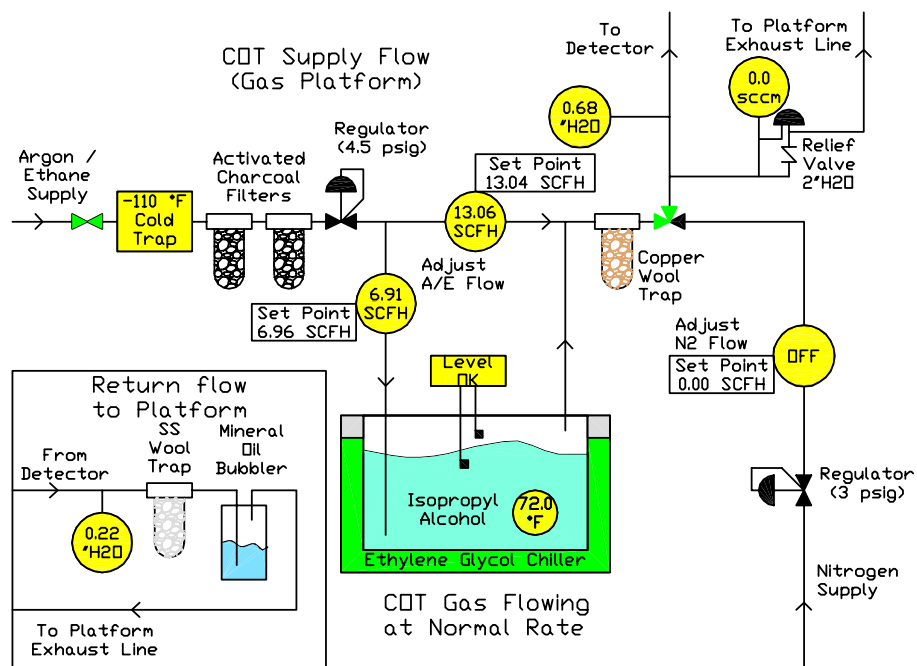 COT Supply Flow
(Gas Platform)
To
Detector
To Platform
Exhaust Line
0.0
sccm
0.68
"H2O
Regulator
(4.5 psig)
Relief
Valve
2"H2O
Argon /
Ethane
Supply
Activated
Charcoal
Filters
Set Point
13.04 SCFH
-110 °F
Cold
Trap
13.06
SCFH
Adjust
A/E Flow
Copper
Wool
Trap
6.91
SCFH
Set Point
6.96 SCFH
Adjust
N2 Flow
Set Point
0.00 SCFH
OFF
Level
OK
Return flow
to Platform
SS
Wool
Trap
Mineral
Oil
Bubbler
From
Detector
0.22
"H2O
To Platform
Exhaust Line
Isopropyl
Alcohol
72.0
°F
Ethylene Glycol Chiller
Regulator
(3 psig)
Nitrogen
Supply
COT Gas Flowing
at Normal Rate